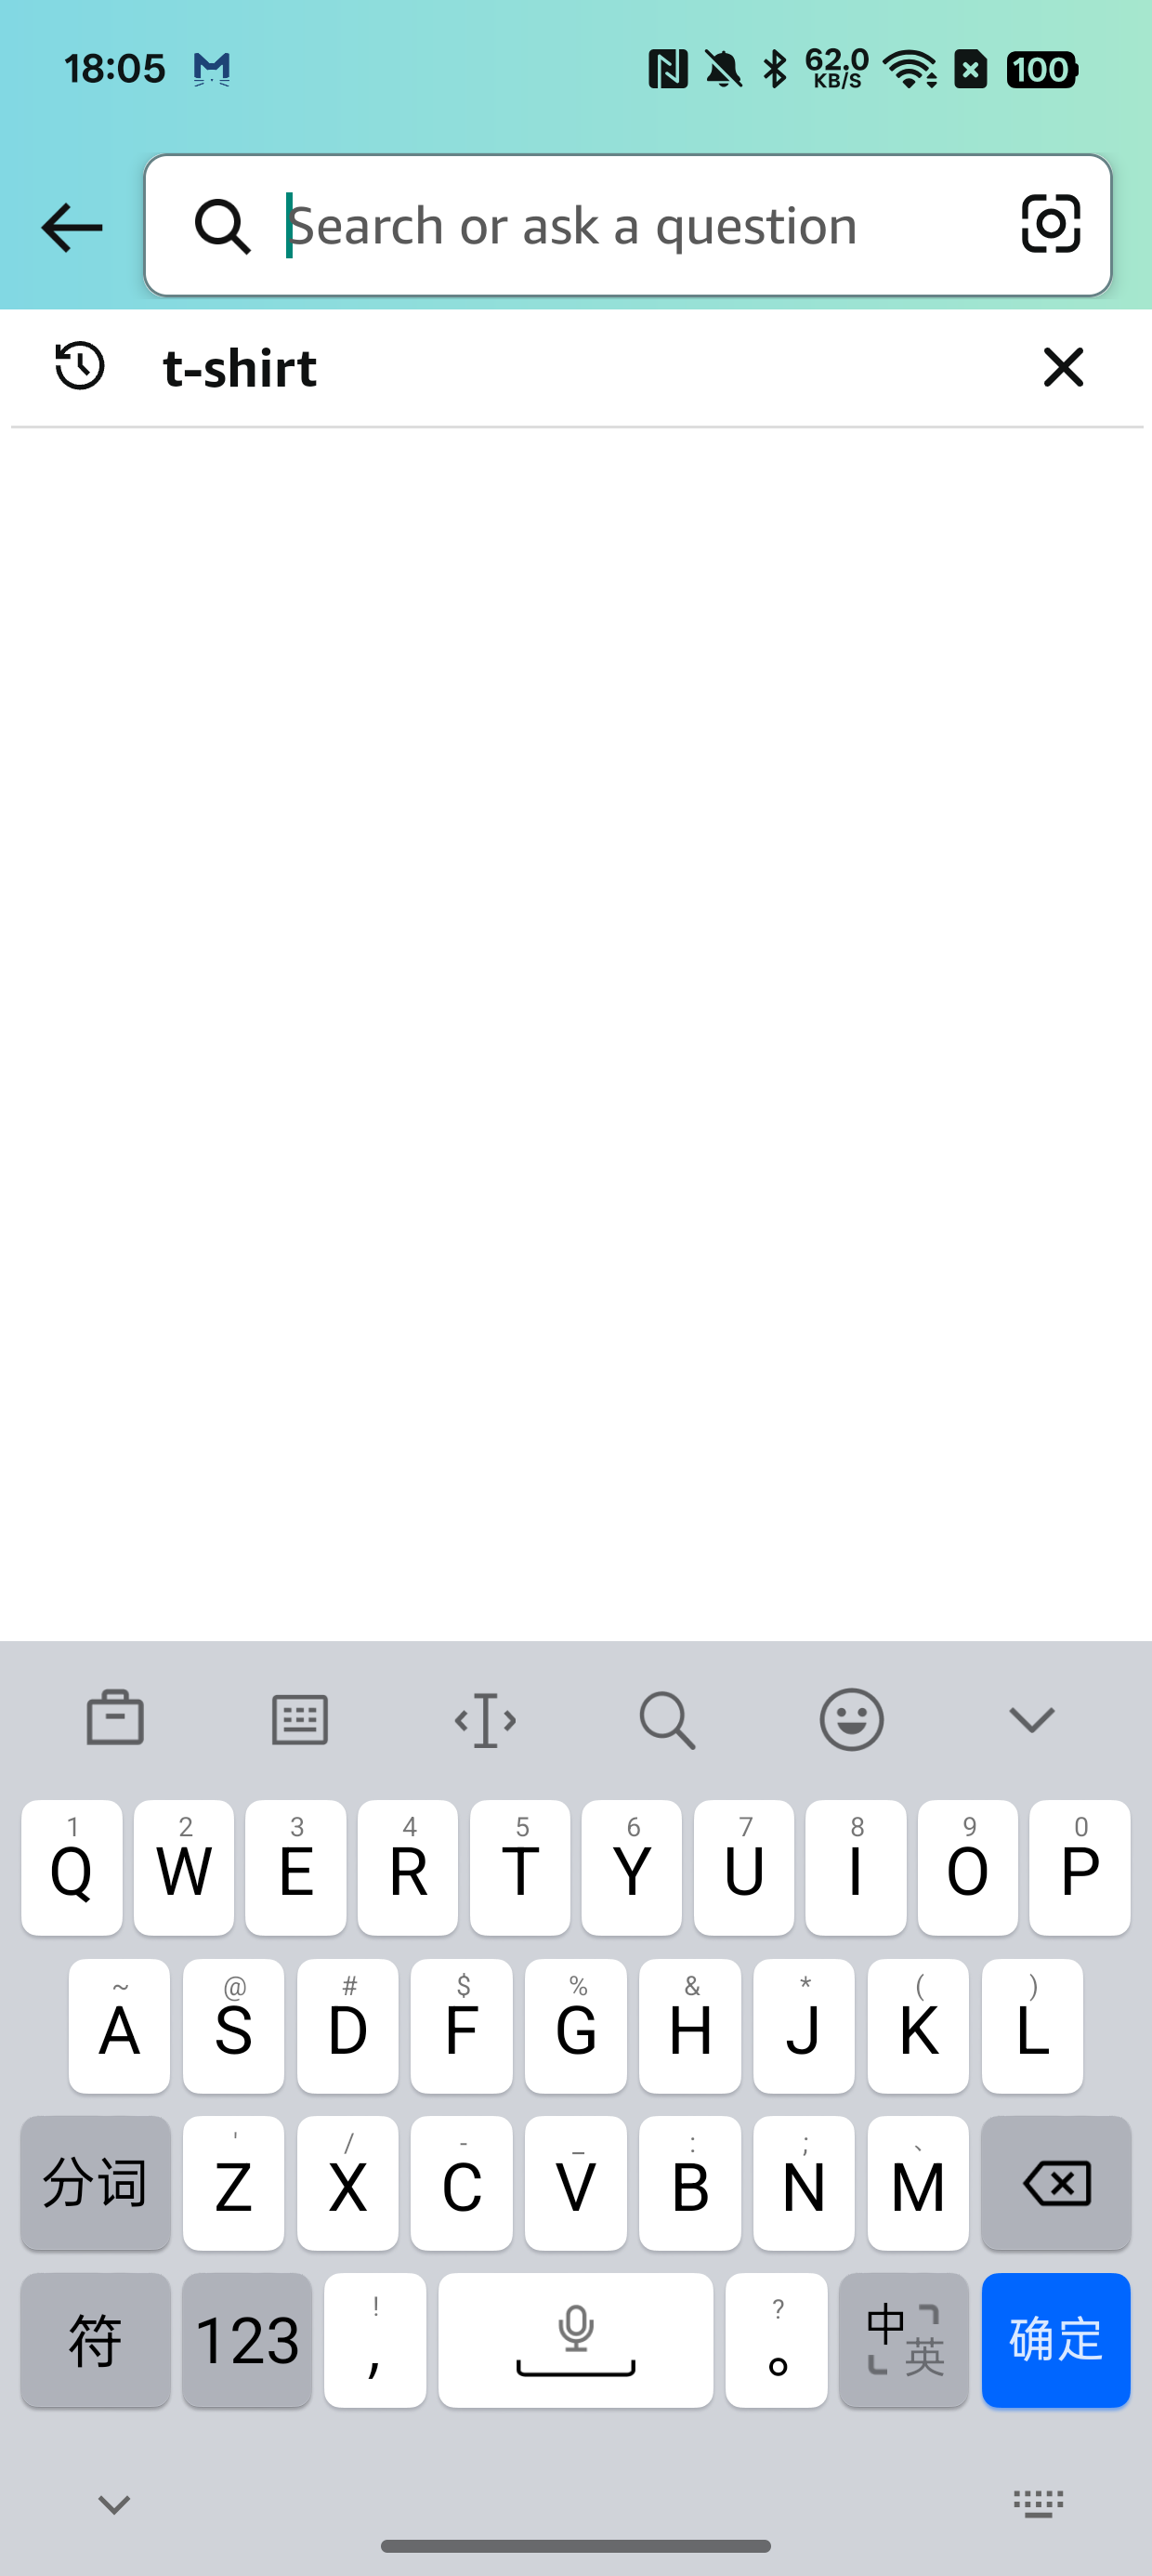 18:05 62.0 KB/S 100
Search or ask a question
t-shirt
1 2 3 4 5 6 7 8 9 0
Q W E R T Y U I O P
~ @ # $ % & * ( )
A S D F G H J K L
' / - _ : ; 、
分词 Z X C V B N M
! ?
符 123 , 。 中 英 确定